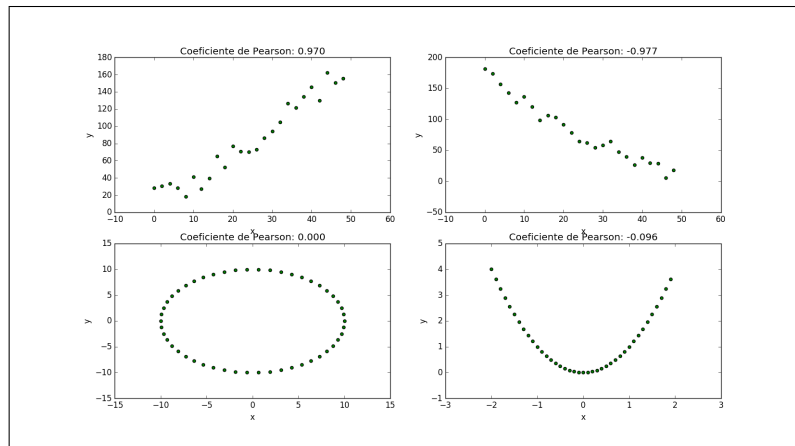 Coeficiente de Pearson: 0.970
180
160
140
120
100
80
60
40
20
0
y
−10 0 10 20 30 40 50 60
x
Coeficiente de Pearson: -0.977
200
150
100
50
0
−50
y
−10 0 10 20 30 40 50 60
x
Coeficiente de Pearson: 0.000
15
10
5
0
−5
−10
−15
y
−15 −10 −5 0 5 10 15
x
Coeficiente de Pearson: -0.096
5
4
3
2
1
0
−1
y
−3 −2 −1 0 1 2 3
x